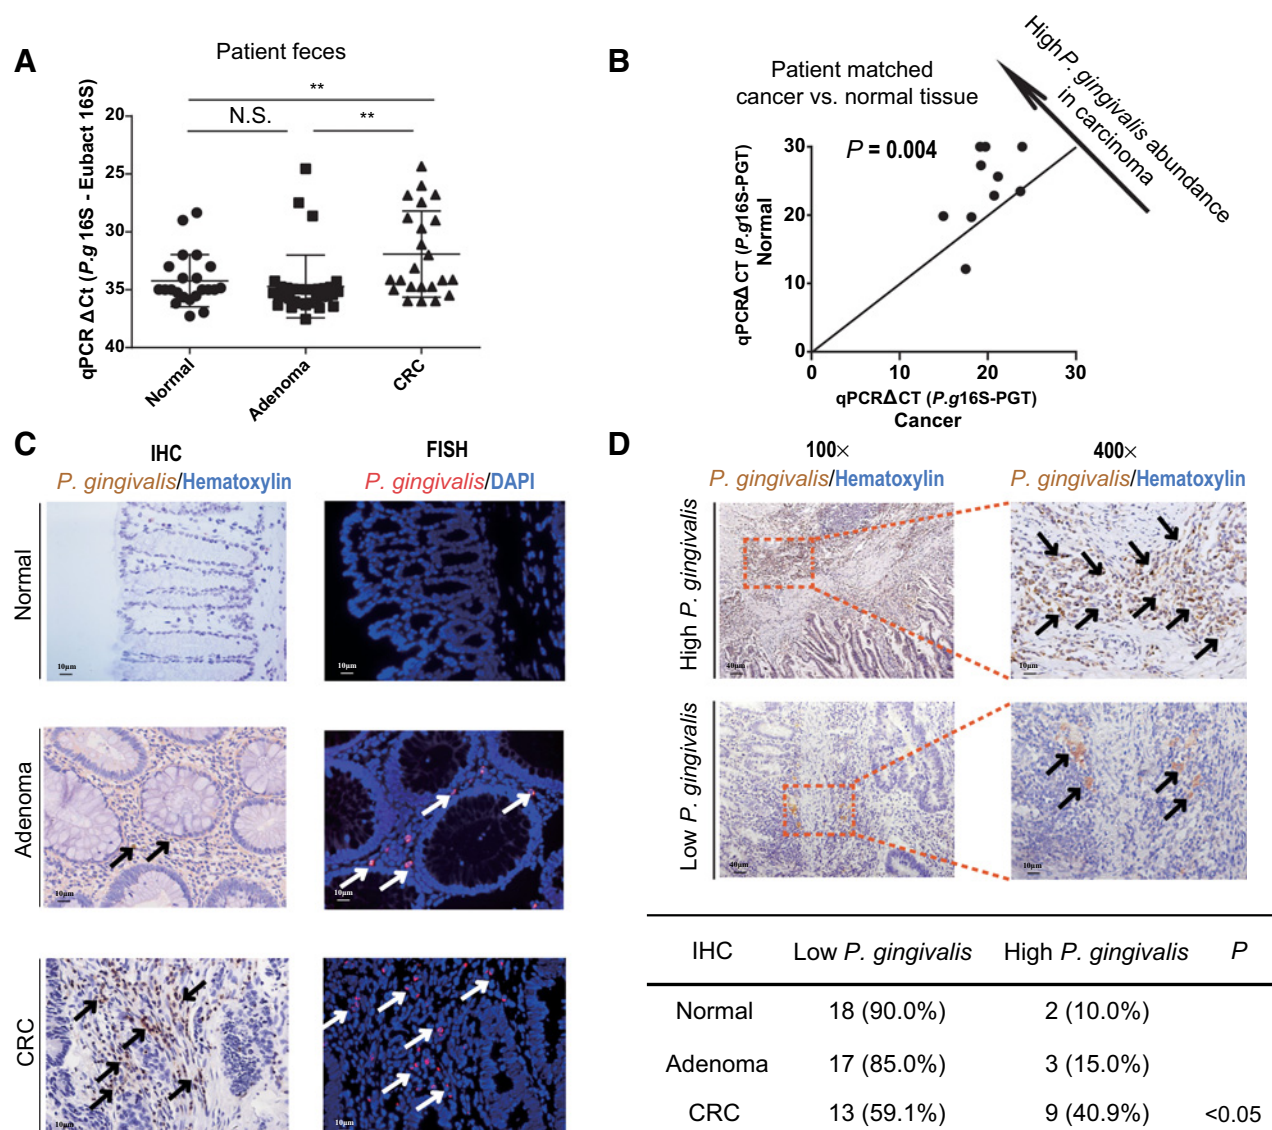 A
Patient feces
**
N.S.
**
qPCR ΔCt (P.g 16S - Eubact 16S)
20
25
30
35
40
Normal
Adenoma
CRC
B
Patient matched
cancer vs. normal tissue
High P. gingivalis abundance
in carcinoma
P = 0.004
qPCRΔ CT (P.g16S-PGT)
Normal
30
20
10
0
0
10
20
30
qPCRΔCT (P.g16S-PGT)
Cancer
C
IHC
P. gingivalis/Hematoxylin
FISH
P. gingivalis/DAPI
Normal
10μm
10μm
Adenoma
10μm
10μm
CRC
10μm
10μm
D
100×
P. gingivalis/Hematoxylin
400×
P. gingivalis/Hematoxylin
High P. gingivalis
40μm
10μm
Low P. gingivalis
40μm
10μm
IHC Low P. gingivalis High P. gingivalis P
Normal 18 (90.0%) 2 (10.0%)
Adenoma 17 (85.0%) 3 (15.0%)
CRC 13 (59.1%) 9 (40.9%) <0.05